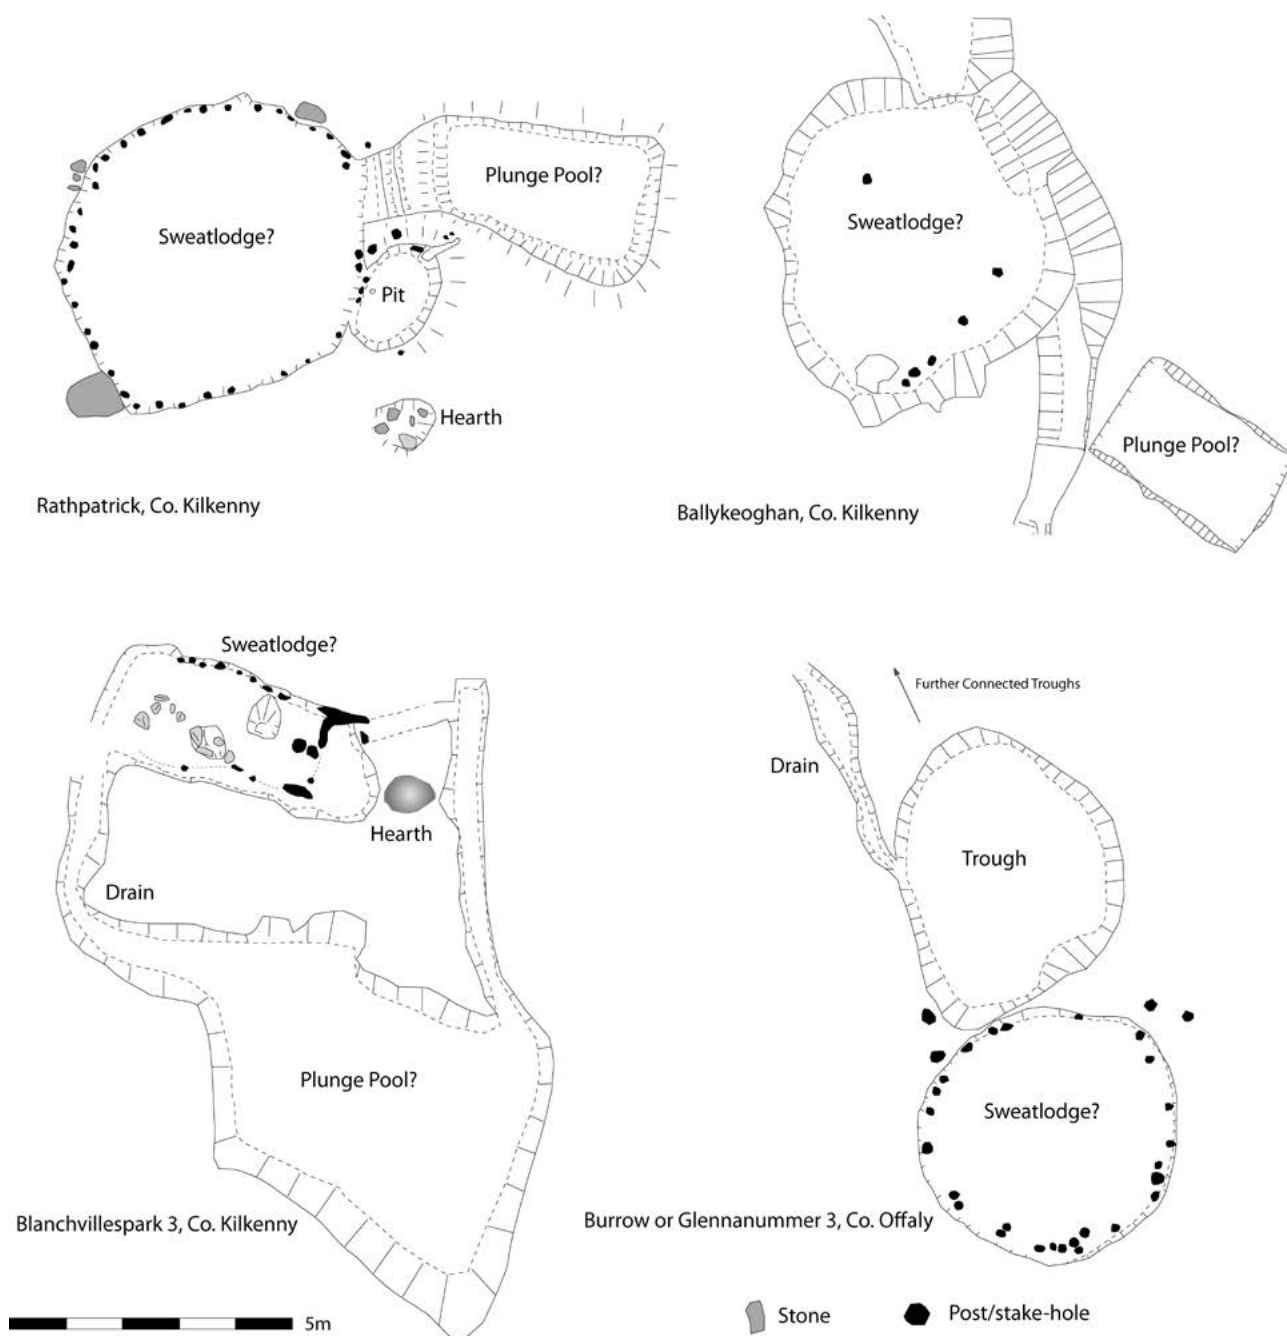 Plunge Pool?
Sweatlodge?
Pit
Hearth
Rathpatrick, Co. Kilkenny
Sweatlodge?
Plunge Pool?
Ballykeoghan, Co. Kilkenny
Sweatlodge?
Hearth
Drain
Plunge Pool?
Blanchvillespark 3, Co. Kilkenny
Further Connected Troughs
Drain
Trough
Sweatlodge?
Burrow or Glennanummer 3, Co. Offaly
5m
Stone
Post/stake-hole